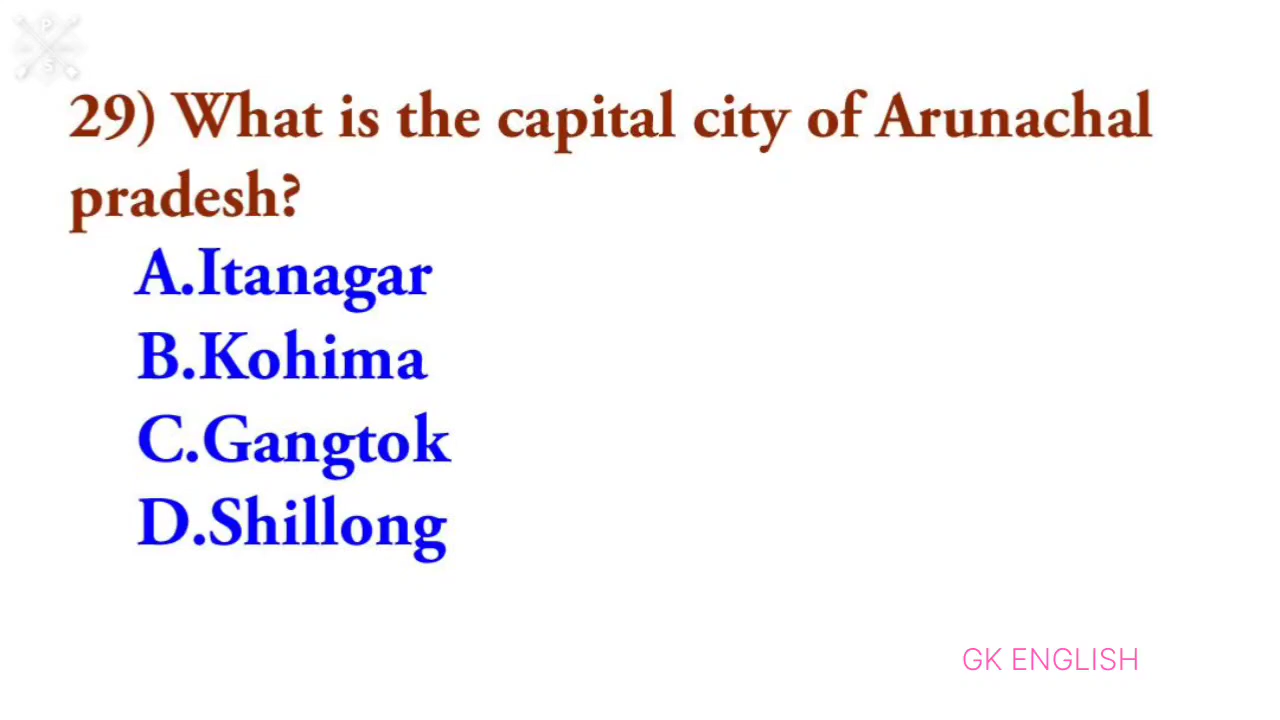 P
S
29) What is the capital city of Arunachal
pradesh?
A.Itanagar
B.Kohima
C.Gangtok
D.Shillong
GK ENGLISH